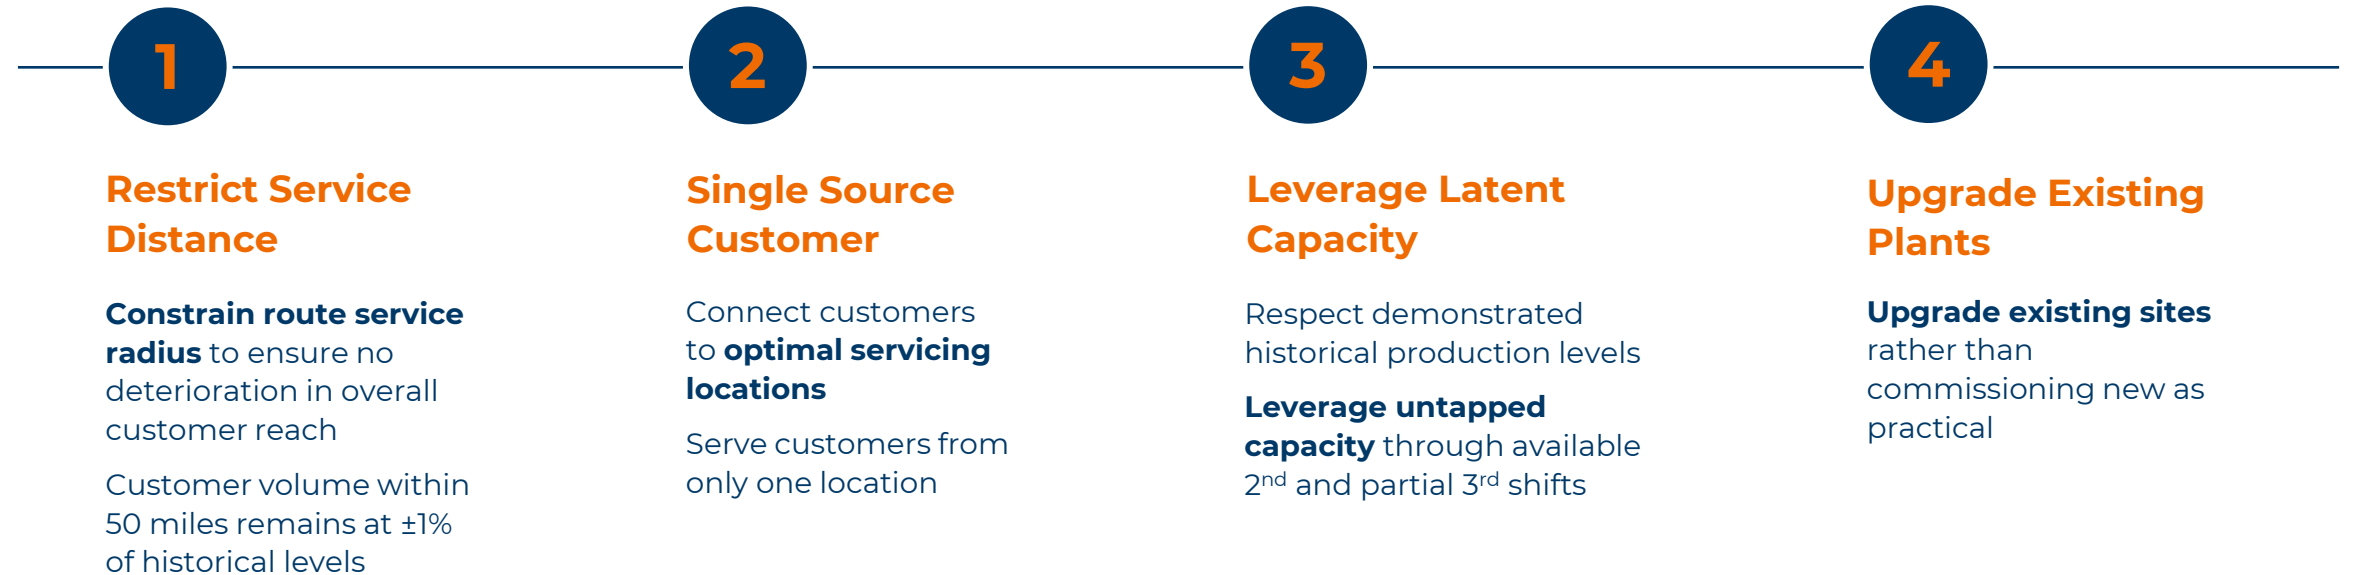 1
Restrict Service
Distance
Constrain route service
radius to ensure no
deterioration in overall
customer reach
Customer volume within
50 miles remains at ±1%
of historical levels
2
Single Source
Customer
Connect customers
to optimal servicing
locations
Serve customers from
only one location
3
Leverage Latent
Capacity
Respect demonstrated
historical production levels
Leverage untapped
capacity through available
2nd and partial 3rd shifts
4
Upgrade Existing
Plants
Upgrade existing sites
rather than
commissioning new as
practical